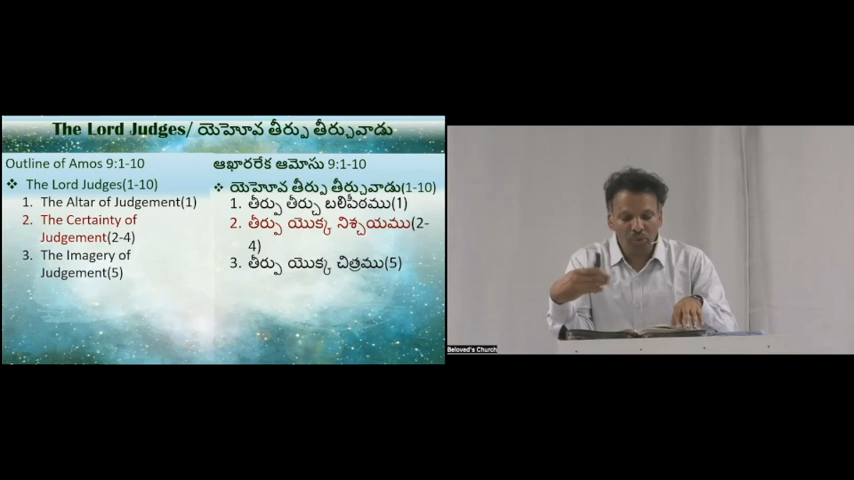 The Lord Judges/ యెహోవ తీర్పు తీర్చువాడు
Outline of Amos 9:1-10
❖ The Lord Judges(1-10)
1. The Altar of Judgement(1)
2. The Certainty of
Judgement(2-4)
3. The Imagery of
Judgement(5)
ఆఖారరేక ఆమోసు 9:1-10
❖ యెహోవ తీర్పు తీర్చువాడు(1-10)
1. తీర్పు తీర్చు బలిపీఠము(1)
2. తీర్పు యొక్క నిశ్చయము(2-
4)
3. తీర్పు యొక్క చిత్రము(5)
Beloved's Church